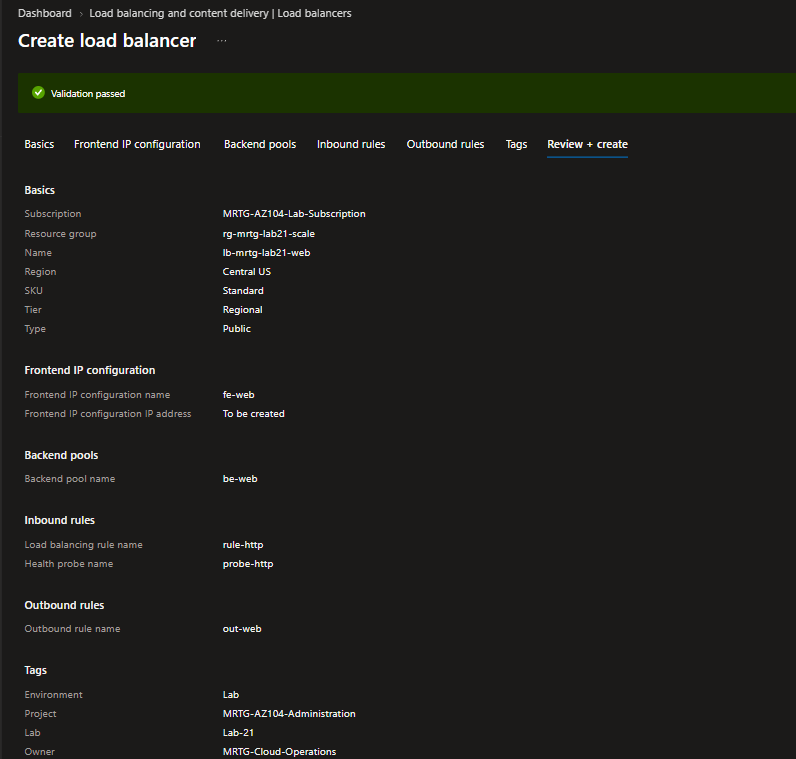 Dashboard › Load balancing and content delivery | Load balancers
Create load balancer ...
Validation passed
Basics Frontend IP configuration Backend pools Inbound rules Outbound rules Tags Review + create
Basics
Subscription MRTG-AZ104-Lab-Subscription
Resource group rg-mrtg-lab21-scale
Name lb-mrtg-lab21-web
Region Central US
SKU Standard
Tier Regional
Type Public
Frontend IP configuration
Frontend IP configuration name fe-web
Frontend IP configuration IP address To be created
Backend pools
Backend pool name be-web
Inbound rules
Load balancing rule name rule-http
Health probe name probe-http
Outbound rules
Outbound rule name out-web
Tags
Environment Lab
Project MRTG-AZ104-Administration
Lab Lab-21
Owner MRTG-Cloud-Operations